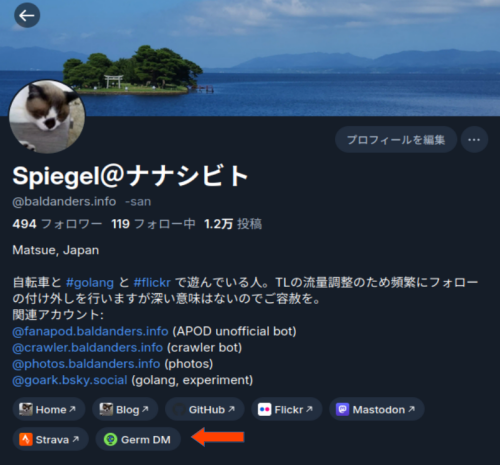 プロフィールを編集
Spiegel@ナナシビト
@baldanders.info -san
494 フォロワー 119 フォロー中 1.2万 投稿
Matsue, Japan
自転車と #golang と #flickr で遊んでいる人。TLの流量調整のため頻繁にフォロー
の付け外しを行いますが深い意味はないのでご容赦を。
関連アカウント:
@fanapod.baldanders.info (APOD unofficial bot)
@crawler.baldanders.info (crawler bot)
@photos.baldanders.info (photos)
@goark.bsky.social (golang, experiment)
Home↗ Blog↗ GitHub↗ Flickr↗ Mastodon↗
Strava↗ Germ DM